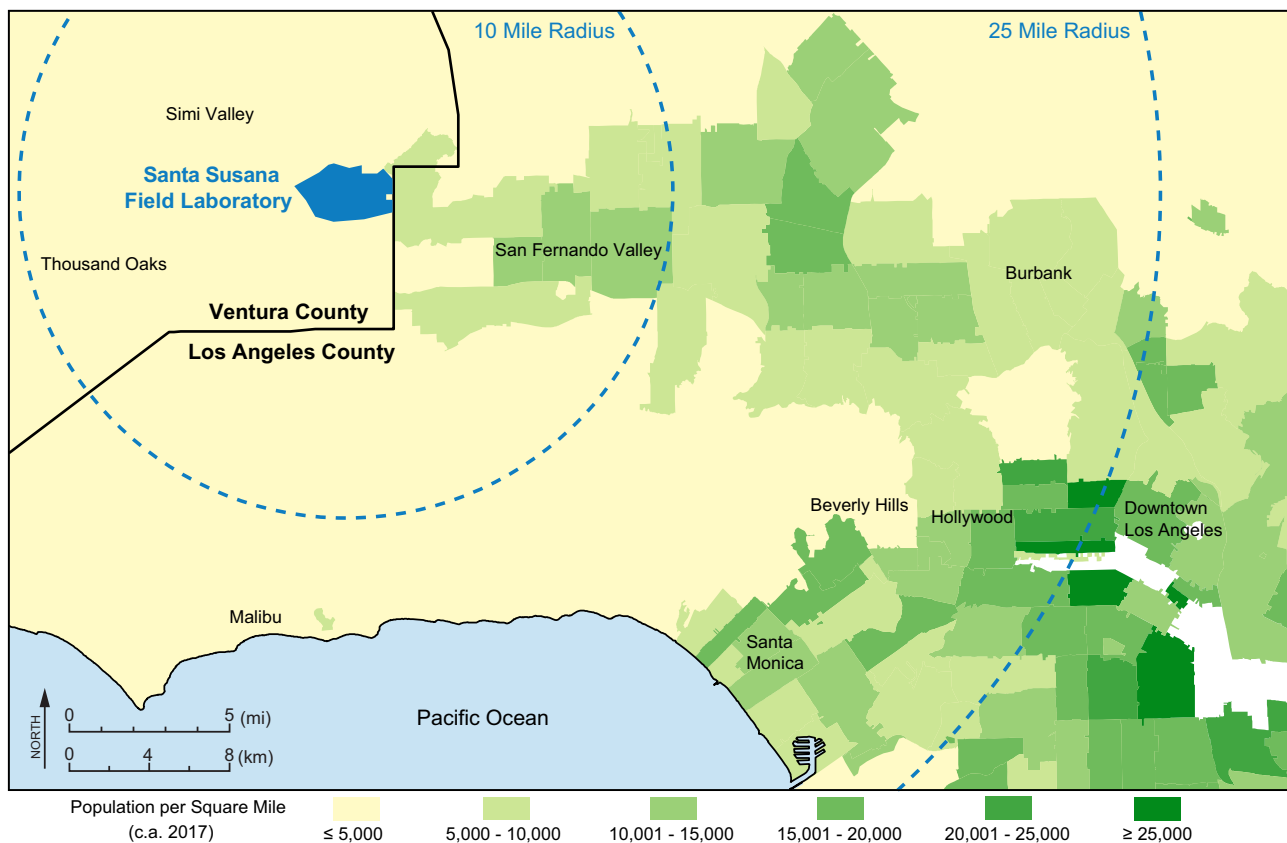 10 Mile Radius
25 Mile Radius
Simi Valley
Santa Susana
Field Laboratory
San Fernando Valley
Thousand Oaks
Burbank
Ventura County
Los Angeles County
Beverly Hills
Hollywood
Downtown
Los Angeles
Malibu
Santa
Monica
Pacific Ocean
NORTH
0 5 (mi)
0 4 8 (km)
Population per Square Mile
(c.a. 2017)
≤ 5,000
5,000 - 10,000
10,001 - 15,000
15,001 - 20,000
20,001 - 25,000
≥ 25,000